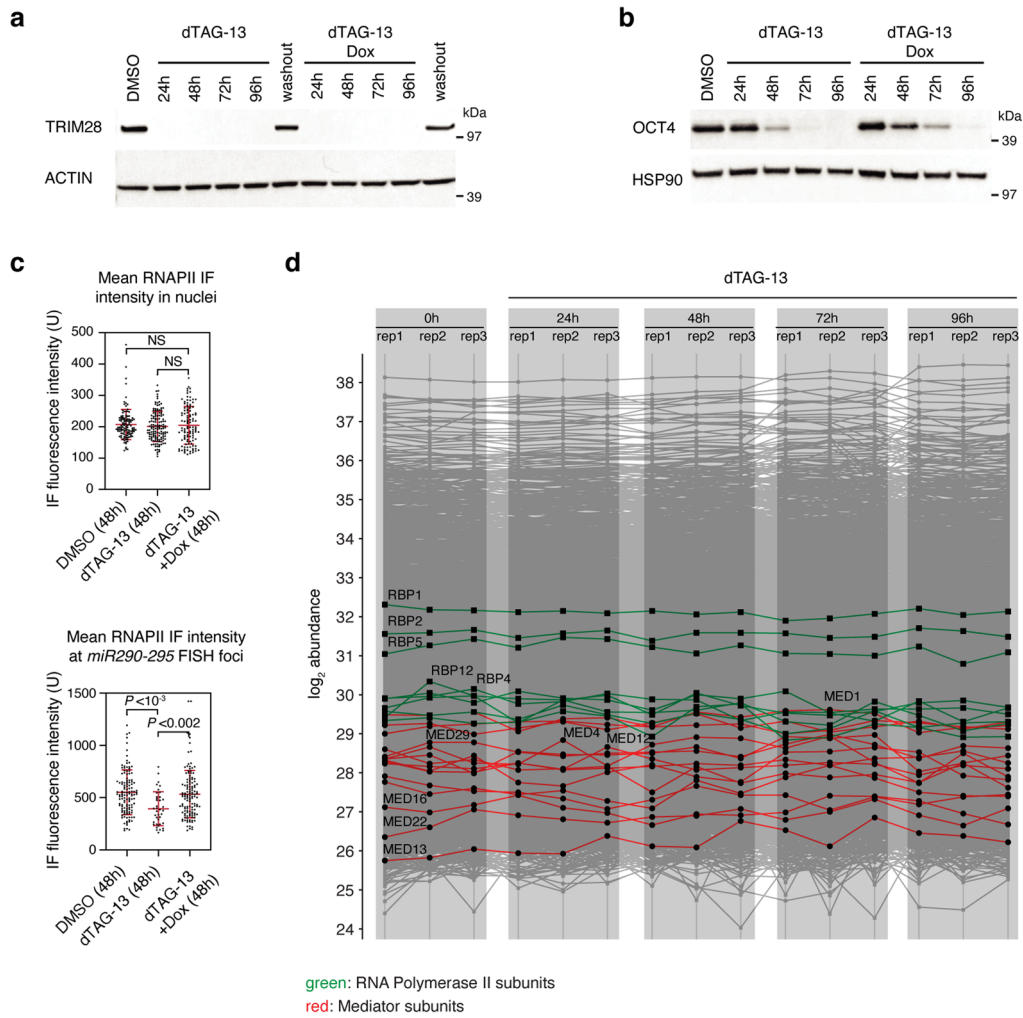 a
dTAG-13
dTAG-13
Dox
DMSO
24h
48h
72h
96h
washout
24h
48h
72h
96h
washout
kDa
TRIM28
97
ACTIN
39
b
dTAG-13
dTAG-13
Dox
DMSO
24h
48h
72h
96h
24h
48h
72h
96h
kDa
OCT4
39
HSP90
97
c
Mean RNAPII IF
intensity in nuclei
IF fluorescence intensity (U)
500
400
300
200
100
0
NS
NS
DMSO (48h)
dTAG-13 (48h)
dTAG-13
+Dox (48h)
Mean RNAPII IF intensity
at miR290-295 FISH foci
IF fluorescence intensity (U)
1500
1000
500
0
P <10⁻³
P <0.002
DMSO (48h)
dTAG-13 (48h)
dTAG-13
+Dox (48h)
d
dTAG-13
0h 24h 48h 72h 96h
rep1 rep2 rep3 rep1 rep2 rep3 rep1 rep2 rep3 rep1 rep2 rep3 rep1 rep2 rep3
log₂ abundance
38
37
36
35
34
33
32
31
30
29
28
27
26
25
24
RBP1
RBP2
RBP5
RBP12
RBP4
MED1
MED29
MED4
MED12
MED16
MED22
MED13
green: RNA Polymerase II subunits
red: Mediator subunits